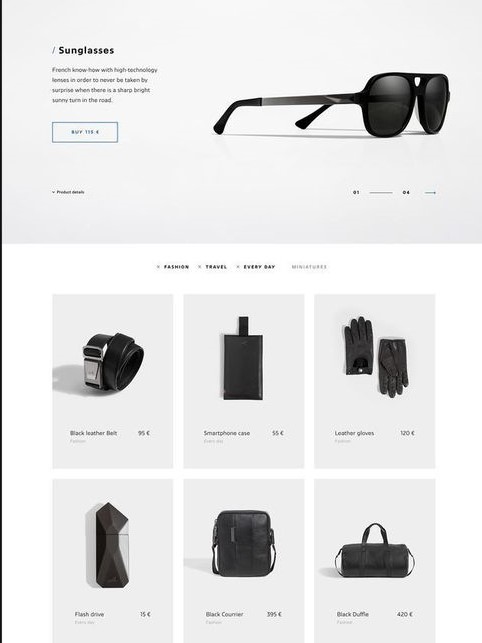 / Sunglasses
French know-how with high-technology
lenses in order to never be taken by
surprise when there is a sharp bright
sunny turn in the road.
BUY 115 €
Product details
01 04
× FASHION × TRAVEL × EVERY DAY MINIATURES
Black leather Belt 95 €
Fashion
Smartphone case 55 €
Every day
Leather gloves 120 €
Fashion
Flash drive 15 €
Every day
Black Courrier 395 €
Fashion
Black Duffle 420 €
Fashion